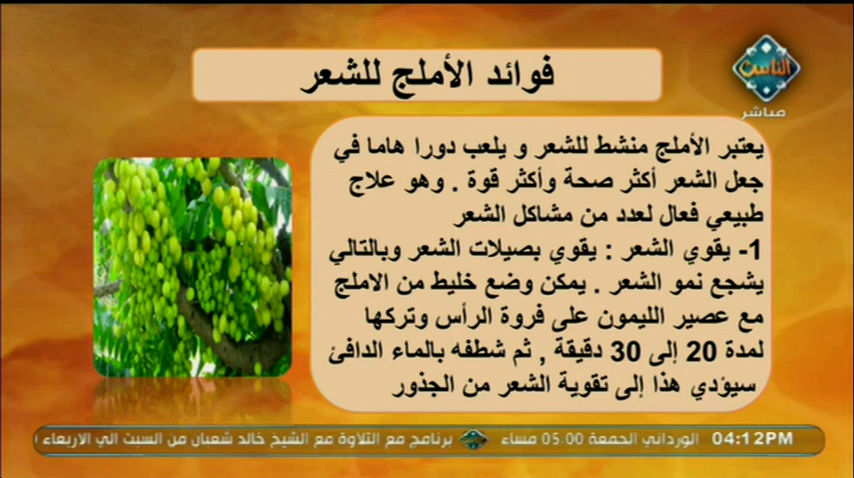 فوائد الأملج للشعر
الناس
مباشر
يعتبر الأملج منشط للشعر و يلعب دورا هاما في
جعل الشعر أكثر صحة وأكثر قوة . وهو علاج
طبيعي فعال لعدد من مشاكل الشعر
1- يقوي الشعر : يقوي بصيلات الشعر وبالتالي
يشجع نمو الشعر . يمكن وضع خليط من الاملج
مع عصير الليمون على فروة الرأس وتركها
لمدة 20 إلى 30 دقيقة , ثم شطفه بالماء الدافئ
سيؤدي هذا إلى تقوية الشعر من الجذور
04:12PM الورداني الجمعة 05:00 مساء برنامج مع التلاوة مع الشيخ خالد شعبان من السبت الي الاربعاء